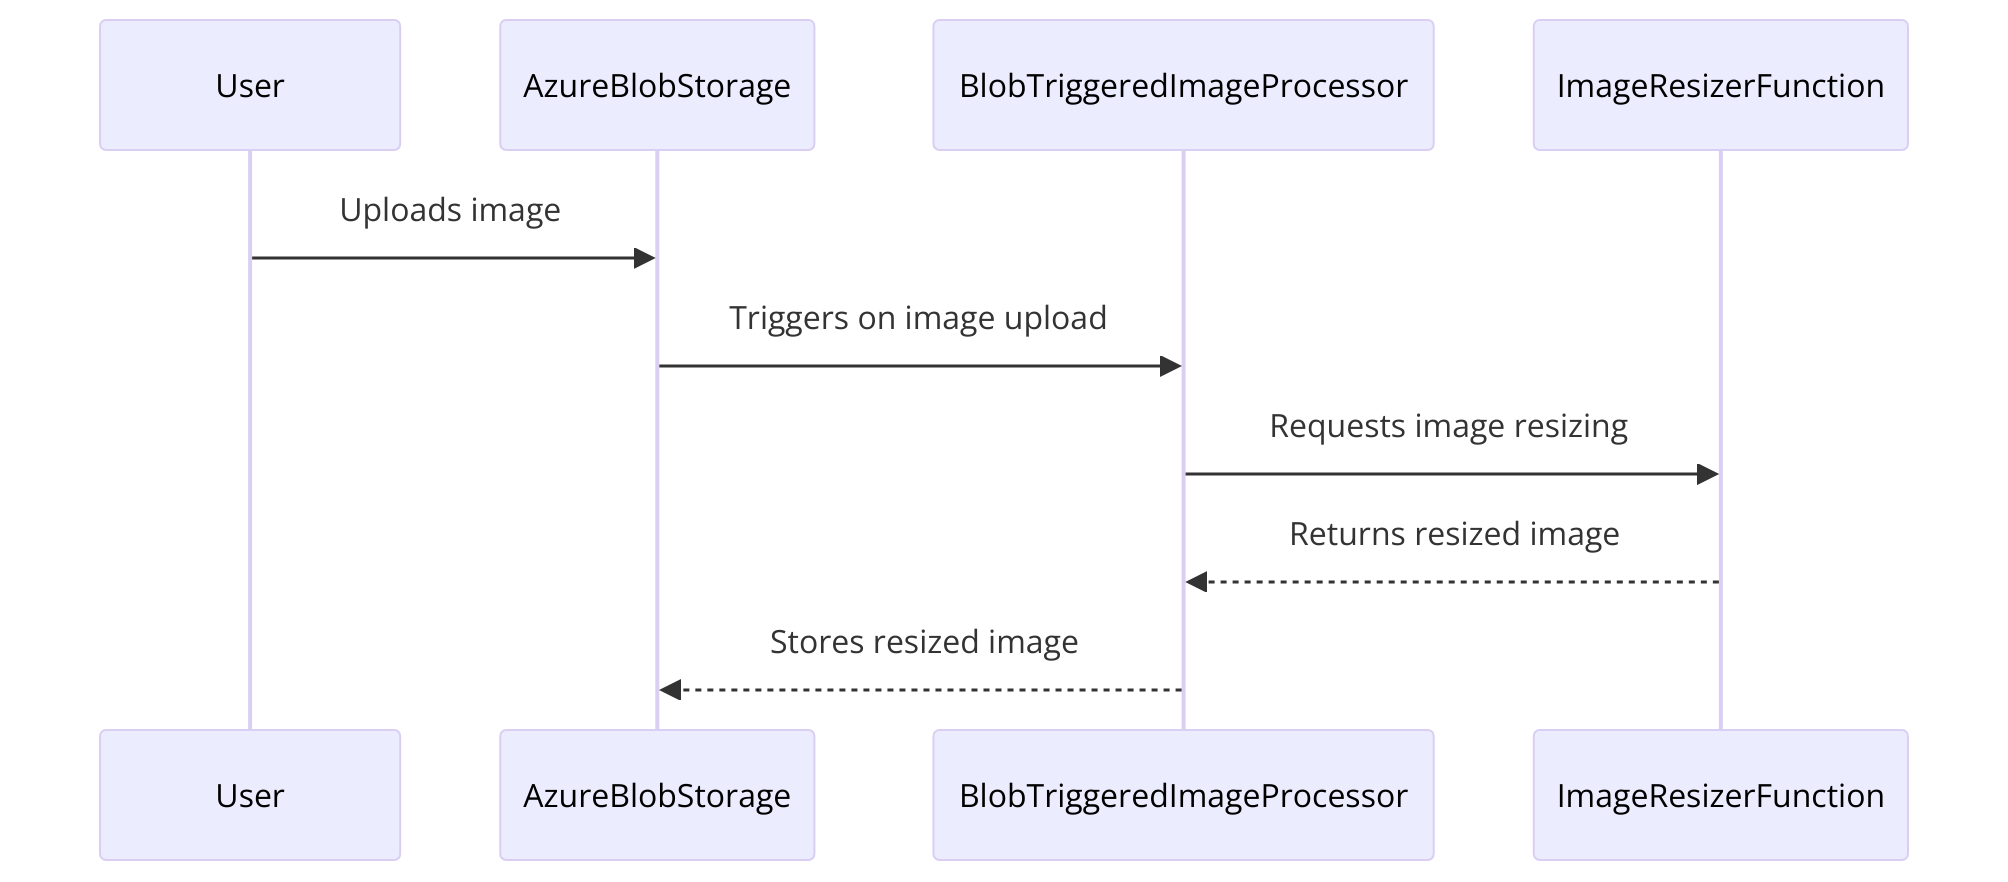 User
AzureBlobStorage
BlobTriggeredImageProcessor
ImageResizerFunction
Uploads image
Triggers on image upload
Requests image resizing
Returns resized image
Stores resized image
User
AzureBlobStorage
BlobTriggeredImageProcessor
ImageResizerFunction